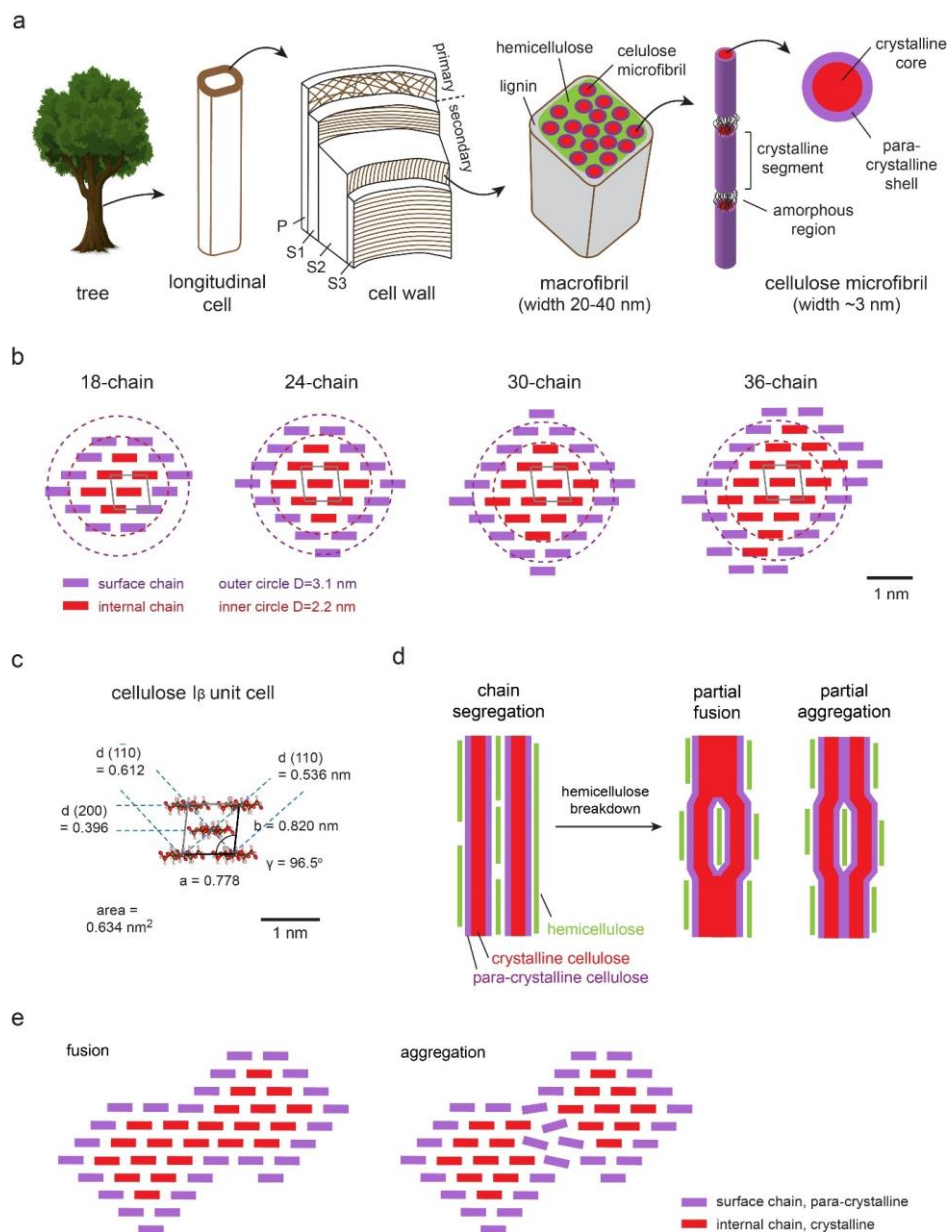 a
hemicellulose
celulose
microfibril
lignin
primary
secondary
crystalline
core
crystalline
segment
para-
crystalline
shell
amorphous
region
P
S1
S2
S3
tree
longitudinal
cell
cell wall
macrofibril
(width 20-40 nm)
cellulose microfibril
(width ~3 nm)
b
18-chain
24-chain
30-chain
36-chain
surface chain
outer circle D=3.1 nm
internal chain
inner circle D=2.2 nm
1 nm
c
cellulose Iβ unit cell
d (1-10)
= 0.612
d (110)
= 0.536 nm
d (200)
= 0.396
b = 0.820 nm
γ = 96.5°
a = 0.778
area =
0.634 nm²
1 nm
d
chain
segregation
partial
fusion
partial
aggregation
hemicellulose
breakdown
hemicellulose
crystalline cellulose
para-crystalline cellulose
e
fusion
aggregation
surface chain, para-crystalline
internal chain, crystalline